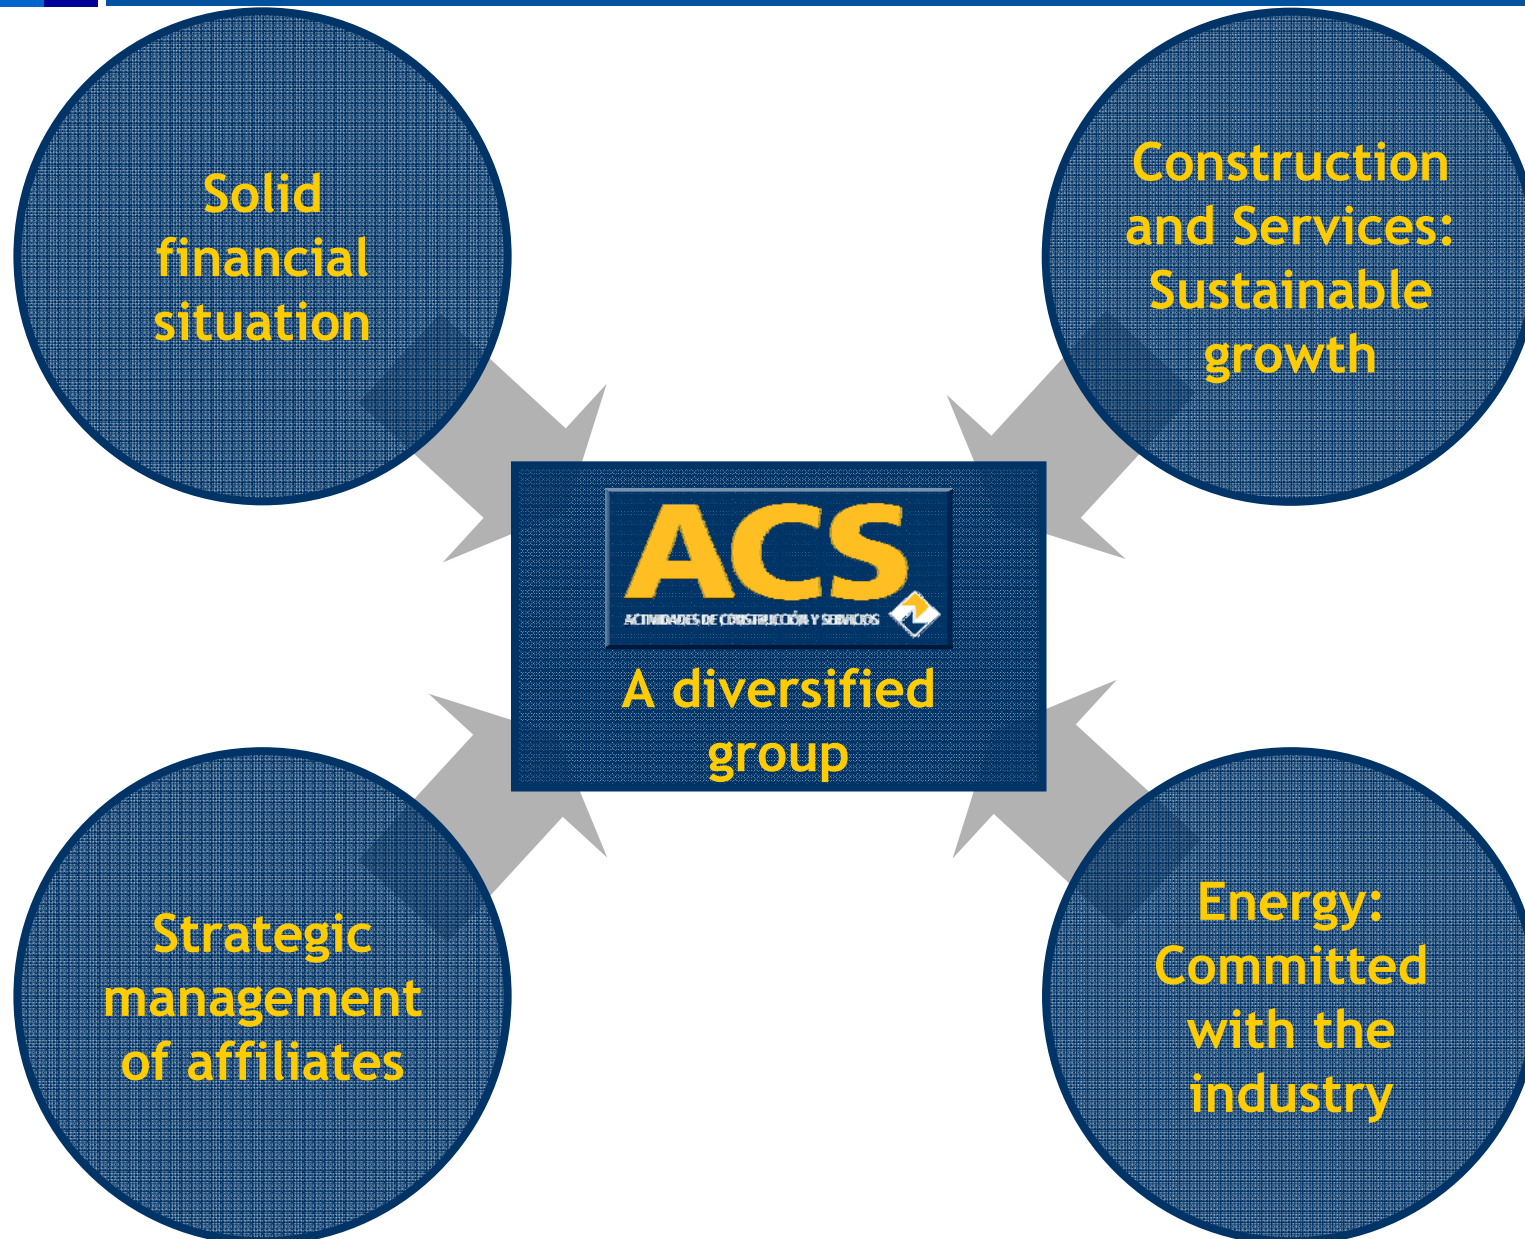 Solid
financial
situation
Construction
and Services:
Sustainable
growth
ACS
ACTIVIDADES DE CONSTRUCCIÓN Y SERVICIOS
A diversified
group
Strategic
management
of affiliates
Energy:
Committed
with the
industry